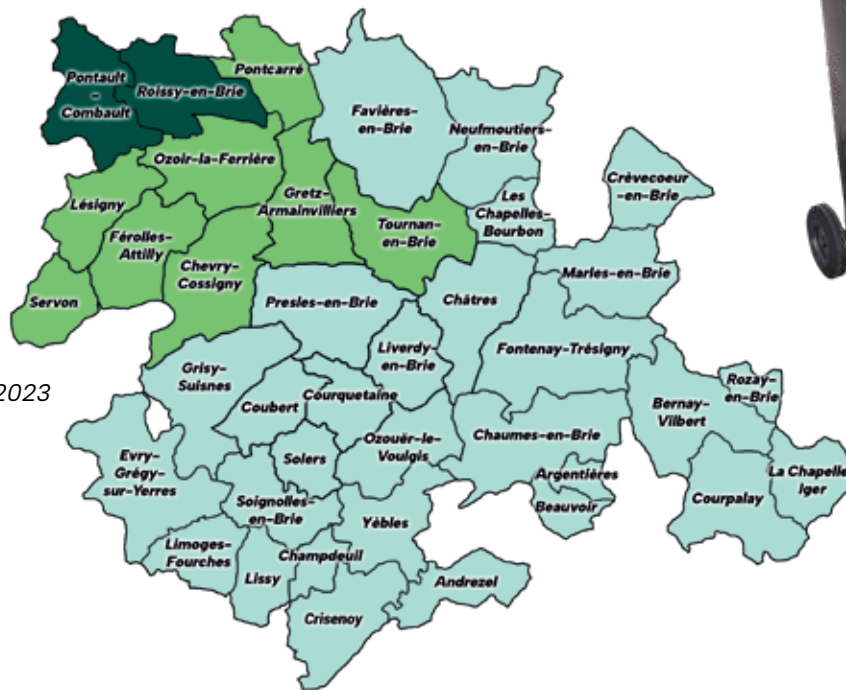 Pontault
-
Combault
Roissy-en-Brie
Pontcarré
Favières-
en-Brie
Neufmoutiers-
en-Brie
Crèvecoeur
-en-Brie
Ozoir-la-Ferrière
Lésigny
Gretz-
Armainvilliers
Les
Chapelles-
Bourbon
Tournan-
en-Brie
Férolles-
Attilly
Chevry-
Cossigny
Marles-en-Brie
Servon
Presles-en-Brie
Châtres
Liverdy-
en-Brie
Fontenay-Trésigny
Grisy-
Suisnes
2023
Coubert
Courquetaine
Rozay-
en-Brie
Bernay-
Vilbert
Ozouër-le-
Voulgis
Chaumes-en-Brie
Evry-
Grégy-
sur-Yerres
Solers
Argentières
La Chapelle
Iger
Courpalay
Soignolles-
en-Brie
Beauvoir
Yèbles
Limoges-
Fourches
Champdeuil
Lissy
Andrezel
Crisenoy